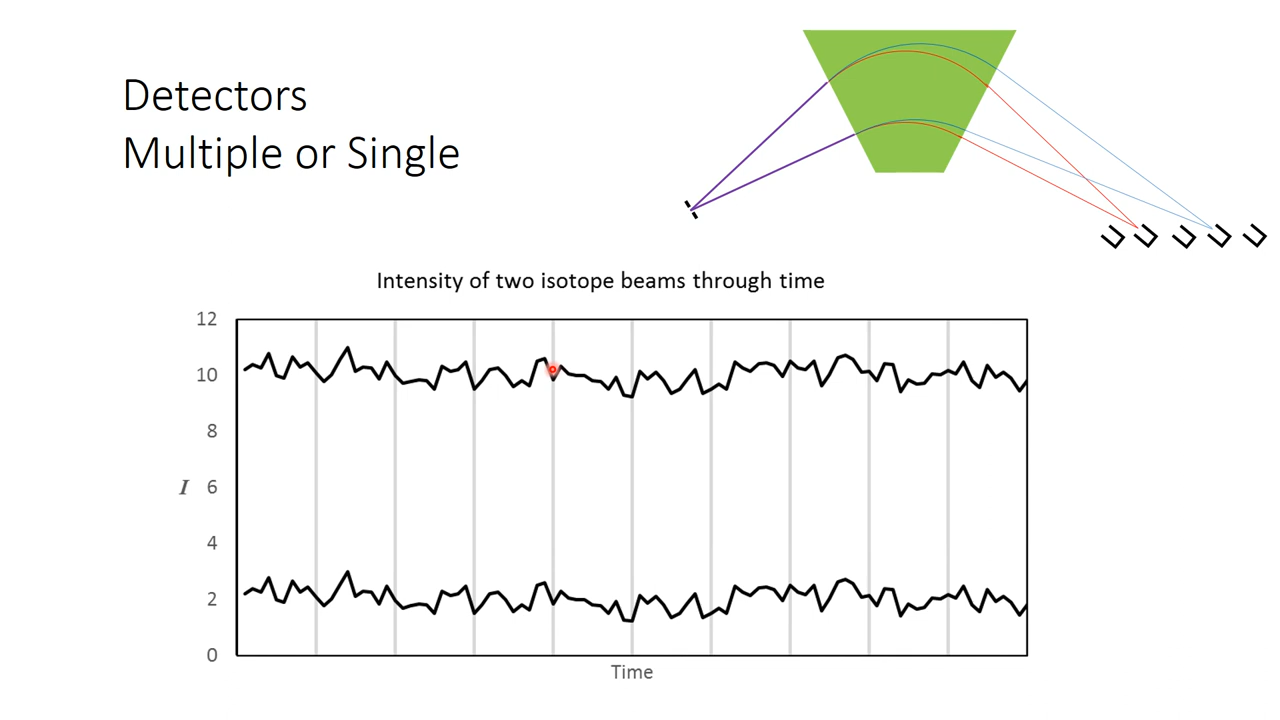 Detectors
Multiple or Single
Intensity of two isotope beams through time
12
10
8
I 6
4
2
0
Time